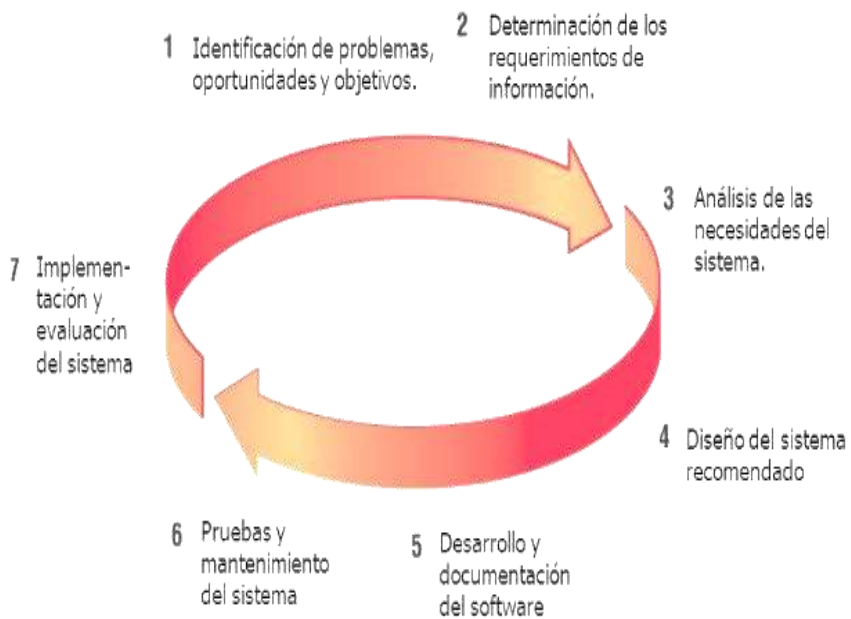 1 Identificación de problemas,
oportunidades y objetivos.
2 Determinación de los
requerimientos de
información.
3 Análisis de las
necesidades del
sistema.
4 Diseño del sistema
recomendado
5 Desarrollo y
documentación
del software
6 Pruebas y
mantenimiento
del sistema
7 Implemen-
tación y
evaluación
del sistema